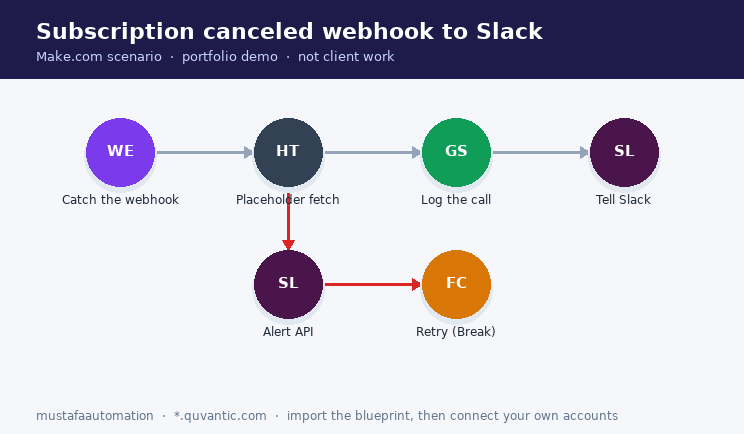 Subscription canceled webhook to Slack
Make.com scenario · portfolio demo · not client work
WE
HT
GS
SL
Catch the webhook
Placeholder fetch
Log the call
Tell Slack
SL
FC
Alert API
Retry (Break)
mustafaautomation · *.quvantic.com · import the blueprint, then connect your own accounts